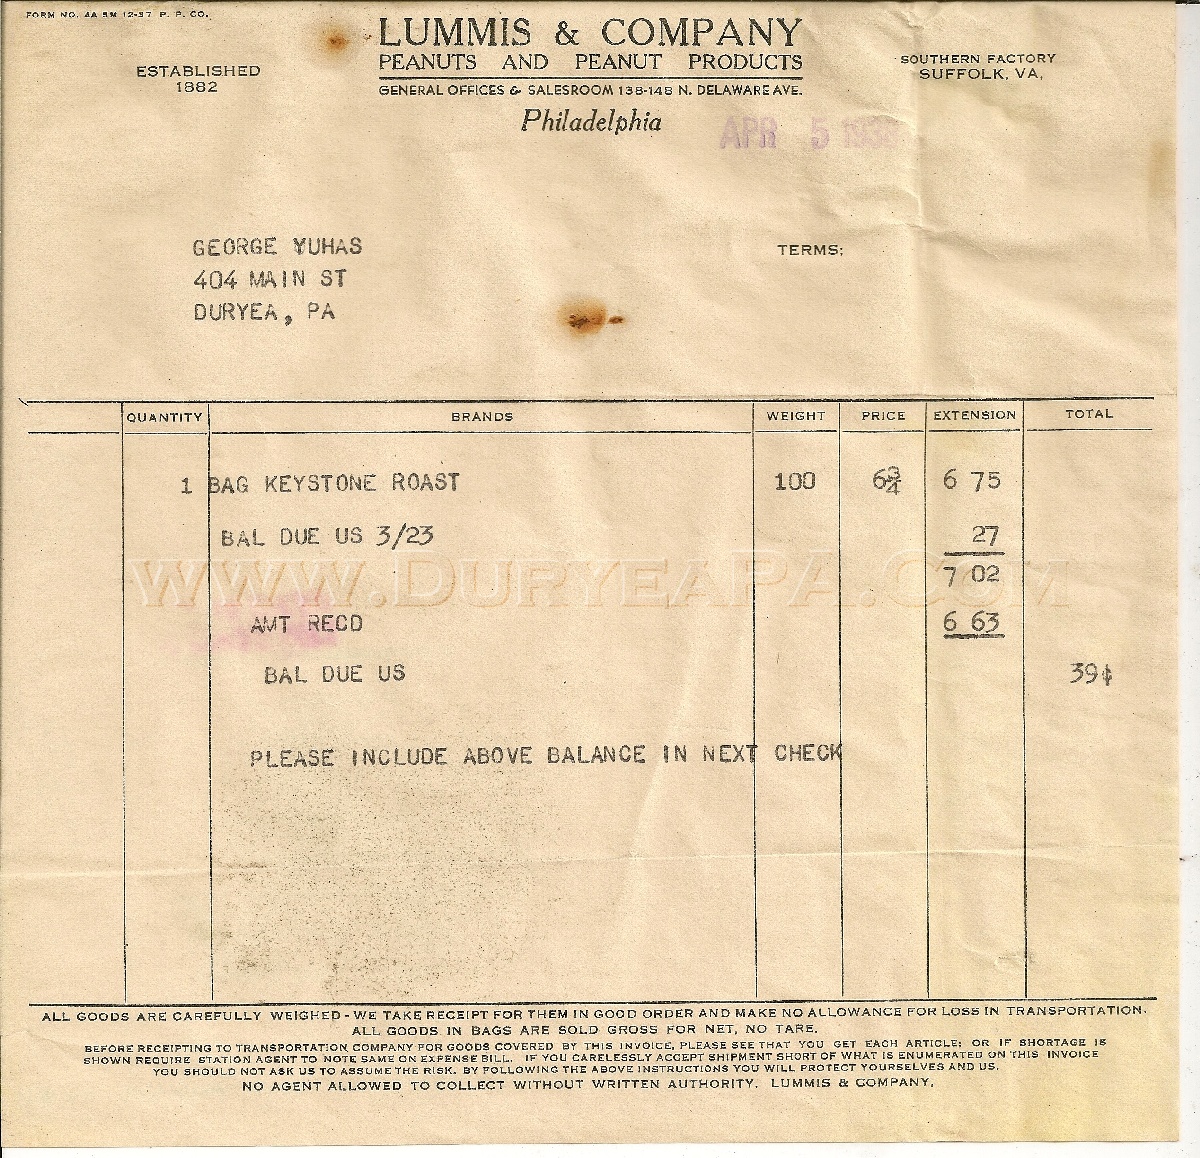 FORM NO. 4A 5M 12-37 P. P. CO.
LUMMIS & COMPANY
PEANUTS AND PEANUT PRODUCTS
ESTABLISHED
1882
SOUTHERN FACTORY
SUFFOLK, VA.
GENERAL OFFICES & SALESROOM 138-148 N. DELAWARE AVE.
Philadelphia
APR 5
GEORGE YUHAS
404 MAIN ST
DURYEA, PA
TERMS:
QUANTITY BRANDS WEIGHT PRICE EXTENSION TOTAL
1 BAG KEYSTONE ROAST 100 6¾ 6 75
BAL DUE US 3/23 27
7 02
WWW.DURYEAPA.COM
AMT RECD 6 63
BAL DUE US 39¢
PLEASE INCLUDE ABOVE BALANCE IN NEXT CHECK
ALL GOODS ARE CAREFULLY WEIGHED - WE TAKE RECEIPT FOR THEM IN GOOD ORDER AND MAKE NO ALLOWANCE FOR LOSS IN TRANSPORTATION.
ALL GOODS IN BAGS ARE SOLD GROSS FOR NET, NO TARE.
BEFORE RECEIPTING TO TRANSPORTATION COMPANY FOR GOODS COVERED BY THIS INVOICE, PLEASE SEE THAT YOU GET EACH ARTICLE; OR IF SHORTAGE IS
SHOWN REQUIRE STATION AGENT TO NOTE SAME ON EXPENSE BILL. IF YOU CARELESSLY ACCEPT SHIPMENT SHORT OF WHAT IS ENUMERATED ON THIS INVOICE
YOU SHOULD NOT ASK US TO ASSUME THE RISK. BY FOLLOWING THE ABOVE INSTRUCTIONS YOU WILL PROTECT YOURSELVES AND US.
NO AGENT ALLOWED TO COLLECT WITHOUT WRITTEN AUTHORITY. LUMMIS & COMPANY.